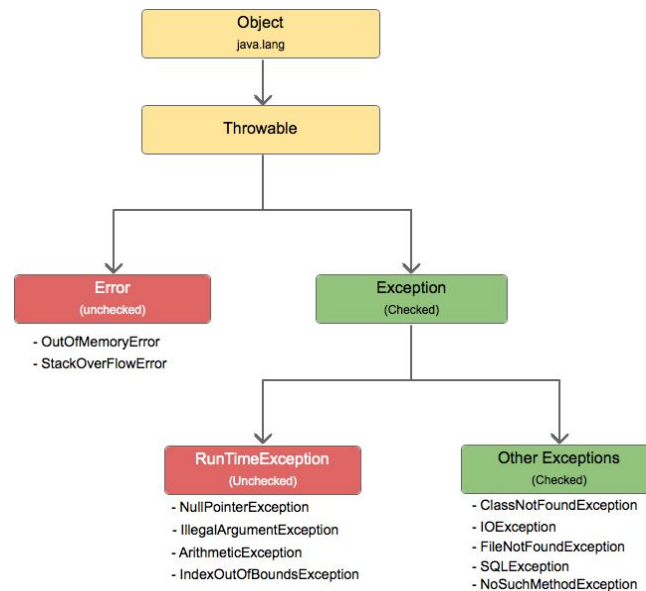 Object
java.lang
Throwable
Error
(unchecked)
Exception
(Checked)
- OutOfMemoryError
- StackOverFlowError
RunTimeException
(Unchecked)
Other Exceptions
(Checked)
- NullPointerException
- IllegalArgumentException
- ArithmeticException
- IndexOutOfBoundsException
- ClassNotFoundException
- IOException
- FileNotFoundException
- SQLException
- NoSuchMethodException